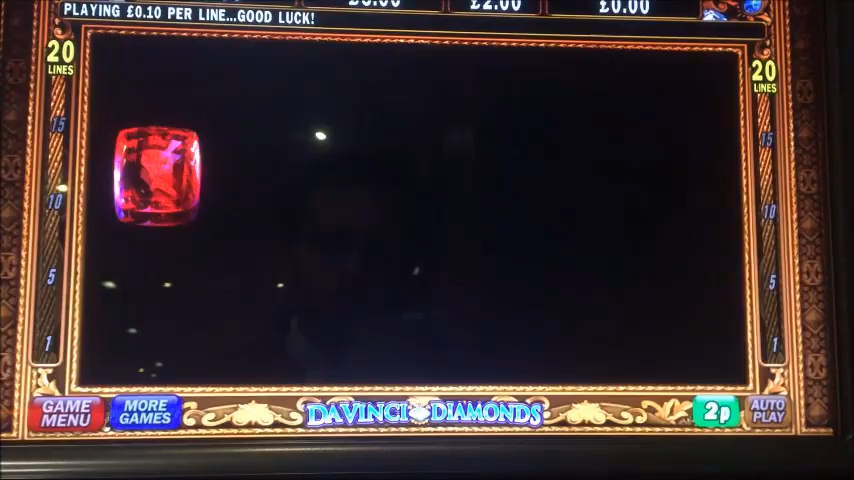 PLAYING £0.10 PER LINE...GOOD LUCK!
£2.00
£0.00
20
LINES
20
LINES
15
15
10
10
5
5
1
1
GAME
MENU
MORE
GAMES
DAVINCI DIAMONDS
2p
AUTO
PLAY